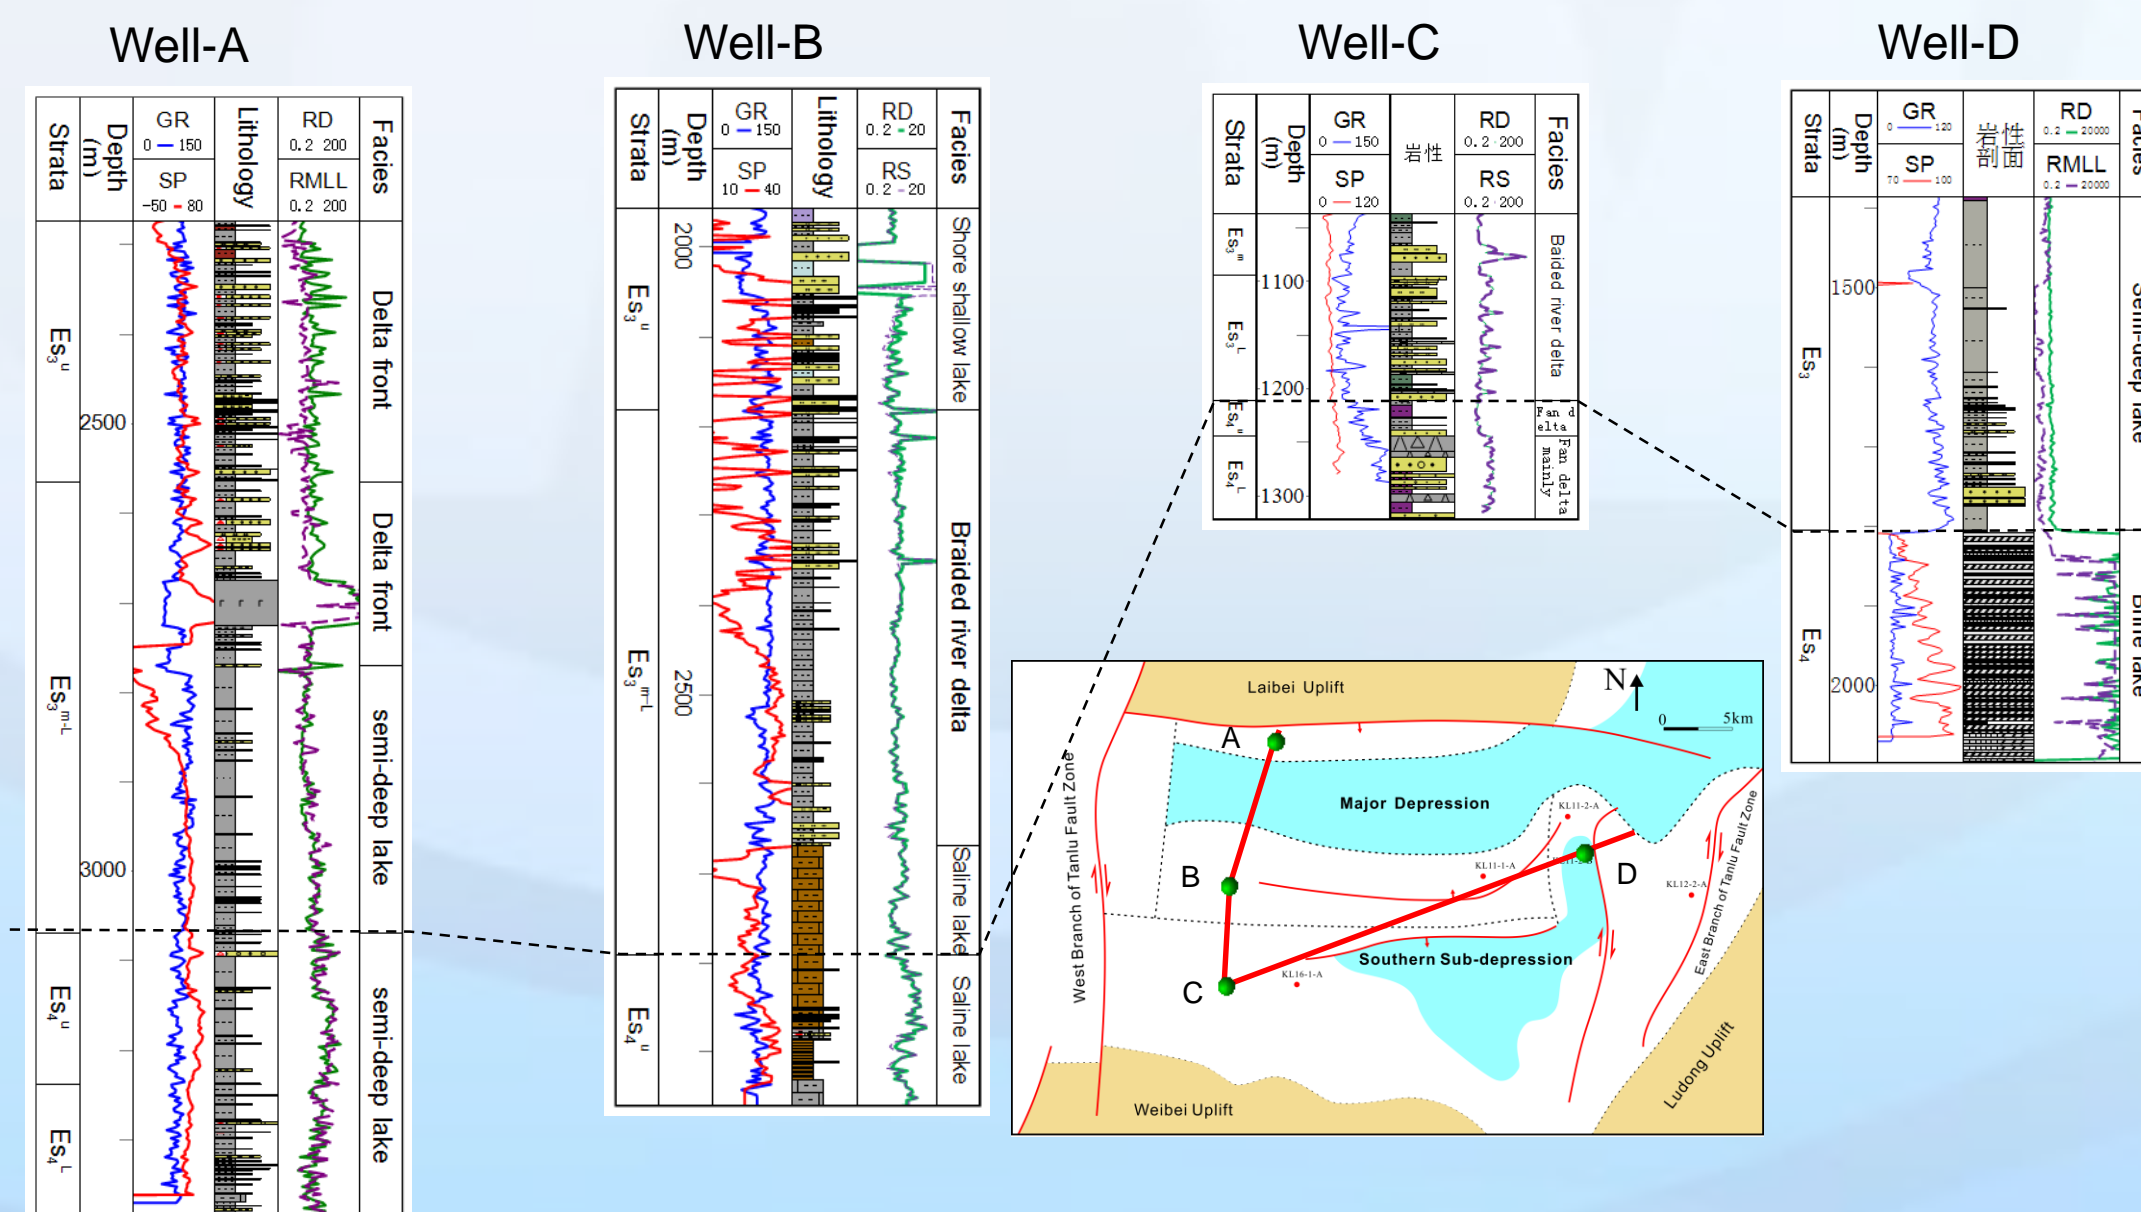 Well-A
Well-B
Well-C
Well-D
Strata
Depth
(m)
GR
0 150
SP
-50 80
Lithology
RD
0.2 200
RMLL
0.2 200
Facies
Es3u
Es3m-L
Es4u
Es4L
2500
3000
Delta front
Delta front
semi-deep lake
semi-deep lake
Strata
Depth
(m)
GR
0 150
SP
10 40
Lithology
RD
0.2 20
RS
0.2 20
Facies
Es3u
Es3m-L
Es4u
2000
2500
Shore shallow lake
Braided river delta
Saline lake
Saline lake
Strata
Depth
(m)
GR
0 150
SP
0 120
岩性
RD
0.2 200
RS
0.2 200
Facies
Es3m
Es3L
Es4u
Es4L
1100
1200
1300
Baided river delta
Fan d
elta
Fan delta
mainly
Strata
Depth
(m)
GR
0 120
SP
70 100
岩性
剖面
RD
0.2 20000
RMLL
0.2 20000
Facies
Es3
Es4
1500
2000
Semi-deep lake
Brine lake
Laibei Uplift
N
0 5km
A
Major Depression
KL11-2-A
KL11-1-A
B
D
KL12-2-A
Southern Sub-depression
KL16-1-A
C
West Branch of Tanlu Fault Zone
East Branch of Tanlu Fault Zone
Weibei Uplift
Ludong Uplift